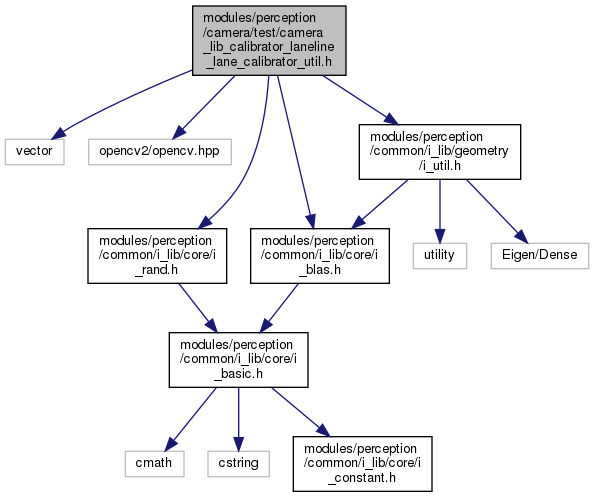 modules/perception
/camera/test/camera
_lib_calibrator_laneline
_lane_calibrator_util.h
vector
opencv2/opencv.hpp
modules/perception
/common/i_lib/geometry
/i_util.h
modules/perception
/common/i_lib/core/i
_rand.h
modules/perception
/common/i_lib/core/i
_blas.h
utility
Eigen/Dense
modules/perception
/common/i_lib/core/i
_basic.h
cmath
cstring
modules/perception
/common/i_lib/core/i
_constant.h